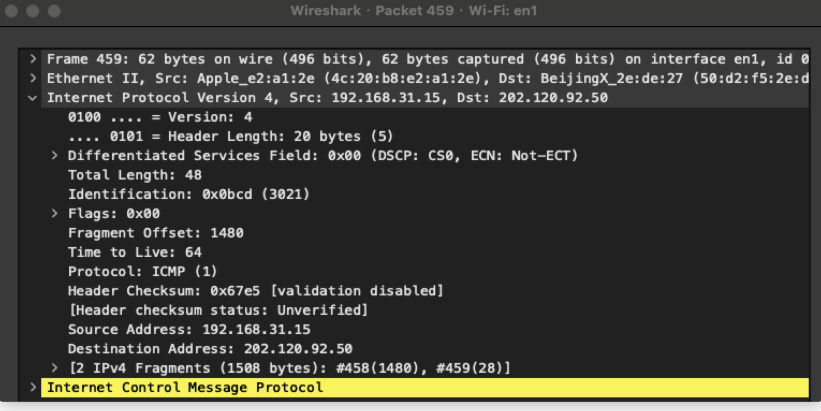 Wireshark · Packet 459 · Wi-Fi: en1
Frame 459: 62 bytes on wire (496 bits), 62 bytes captured (496 bits) on interface en1, id 0
Ethernet II, Src: Apple_e2:a1:2e (4c:20:b8:e2:a1:2e), Dst: BeijingX_2e:de:27 (50:d2:f5:2e:d
Internet Protocol Version 4, Src: 192.168.31.15, Dst: 202.120.92.50
0100 .... = Version: 4
.... 0101 = Header Length: 20 bytes (5)
Differentiated Services Field: 0x00 (DSCP: CS0, ECN: Not-ECT)
Total Length: 48
Identification: 0x0bcd (3021)
Flags: 0x00
Fragment Offset: 1480
Time to Live: 64
Protocol: ICMP (1)
Header Checksum: 0x67e5 [validation disabled]
[Header checksum status: Unverified]
Source Address: 192.168.31.15
Destination Address: 202.120.92.50
[2 IPv4 Fragments (1508 bytes): #458(1480), #459(28)]
Internet Control Message Protocol